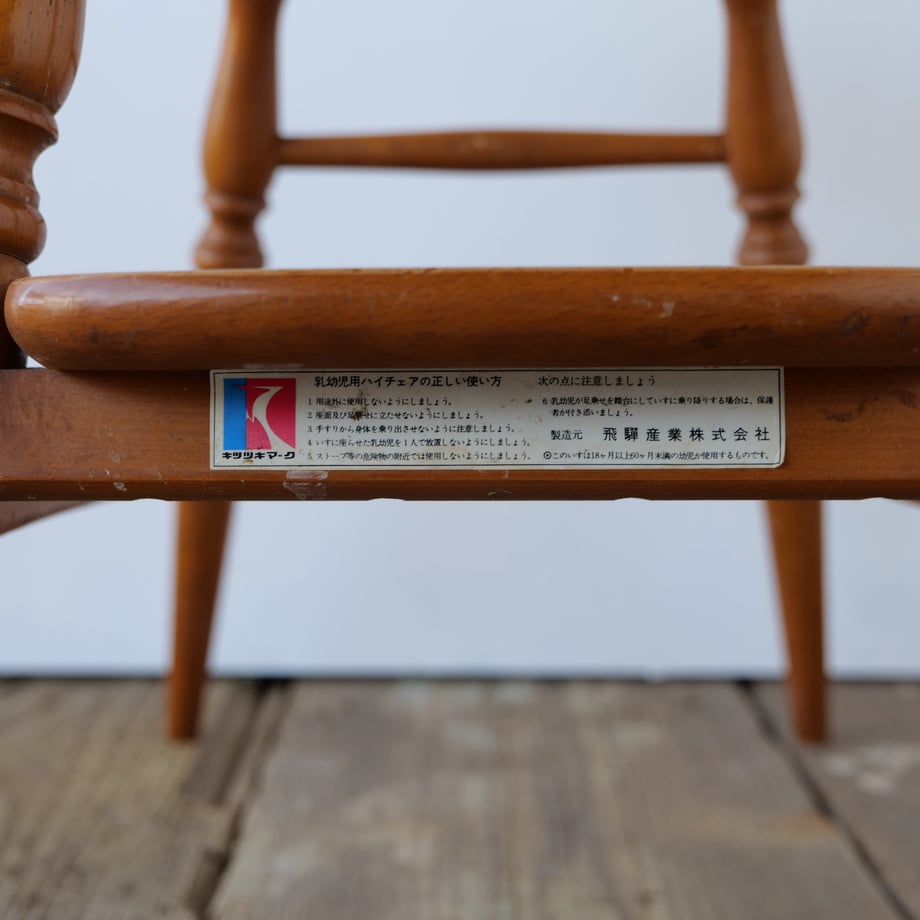 乳幼児用ハイチェアの正しい使い方
次の点に注意しましょう
1.用途外に使用しないようにしましょう。
2.座面及び足乗せに立たせないようにしましょう。
3.手すりから身体を乗り出させないように注意しましょう。
4.いすに座らせた乳幼児を1人で放置しないようにしましょう。
5.ストーブ等の危険物の附近では使用しないようにしましょう。
6.乳幼児が足乗せを踏台にしていすに乗り降りする場合は、保護
者が付き添いましょう。
製造元 飛驒産業株式会社
⊙このいすは18ヶ月以上60ヶ月未満の幼児が使用するものです。
キツツキマーク